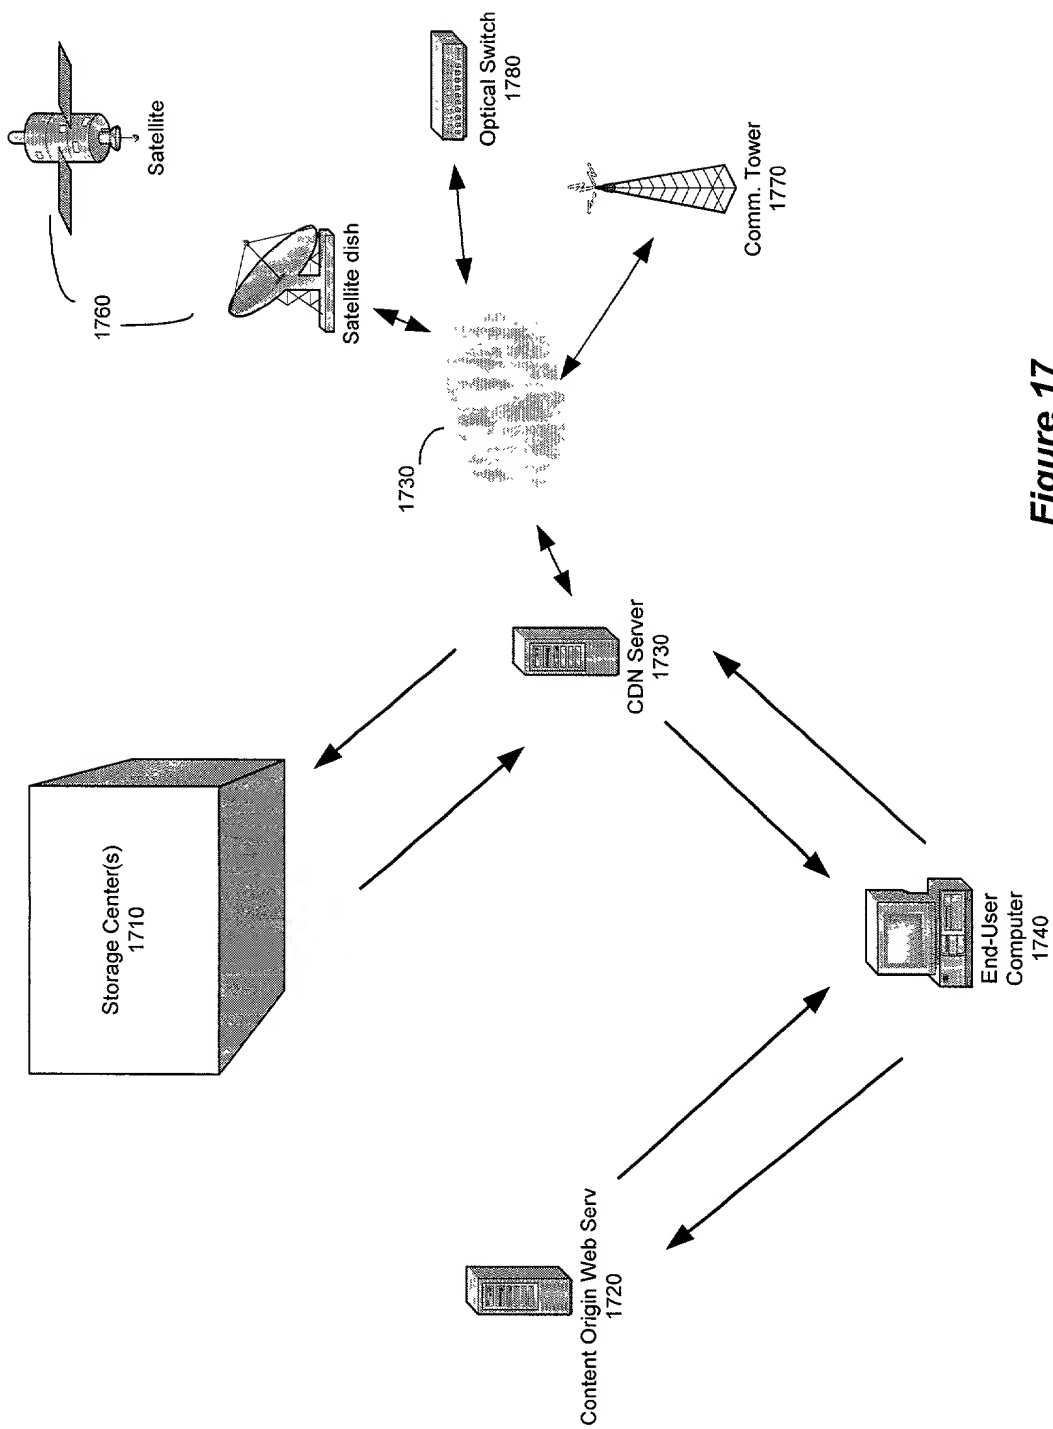 Storage Center(s)
1710
Content Origin Web Serv
1720
End-User
Computer
1740
CDN Server
1730
1730
1760
Satellite
Satellite dish
Optical Switch
1780
Comm. Tower
1770
Figure 17